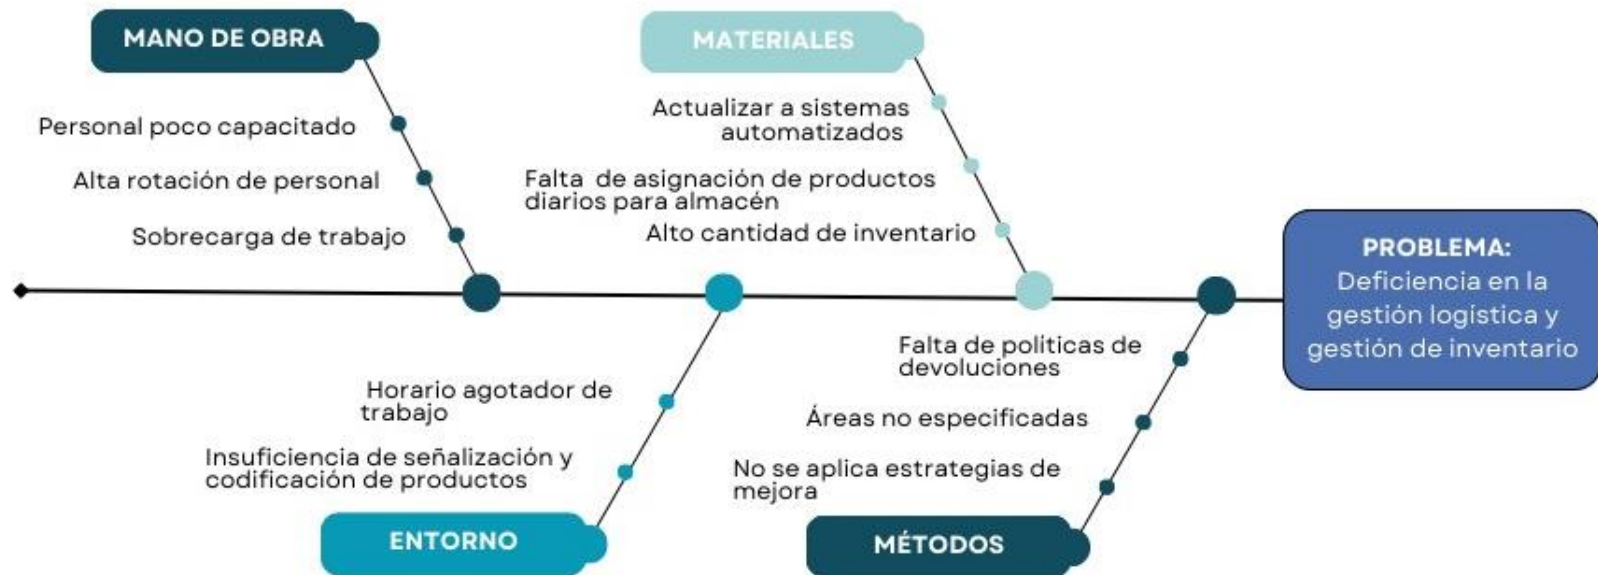 MANO DE OBRA
Personal poco capacitado
Alta rotación de personal
Sobrecarga de trabajo
MATERIALES
Actualizar a sistemas
automatizados
Falta de asignación de productos
diarios para almacén
Alto cantidad de inventario
PROBLEMA:
Deficiencia en la
gestión logística y
gestión de inventario
Horario agotador de
trabajo
Insuficiencia de señalización y
codificación de productos
ENTORNO
Falta de políticas de
devoluciones
Áreas no especificadas
No se aplica estrategias de
mejora
MÉTODOS